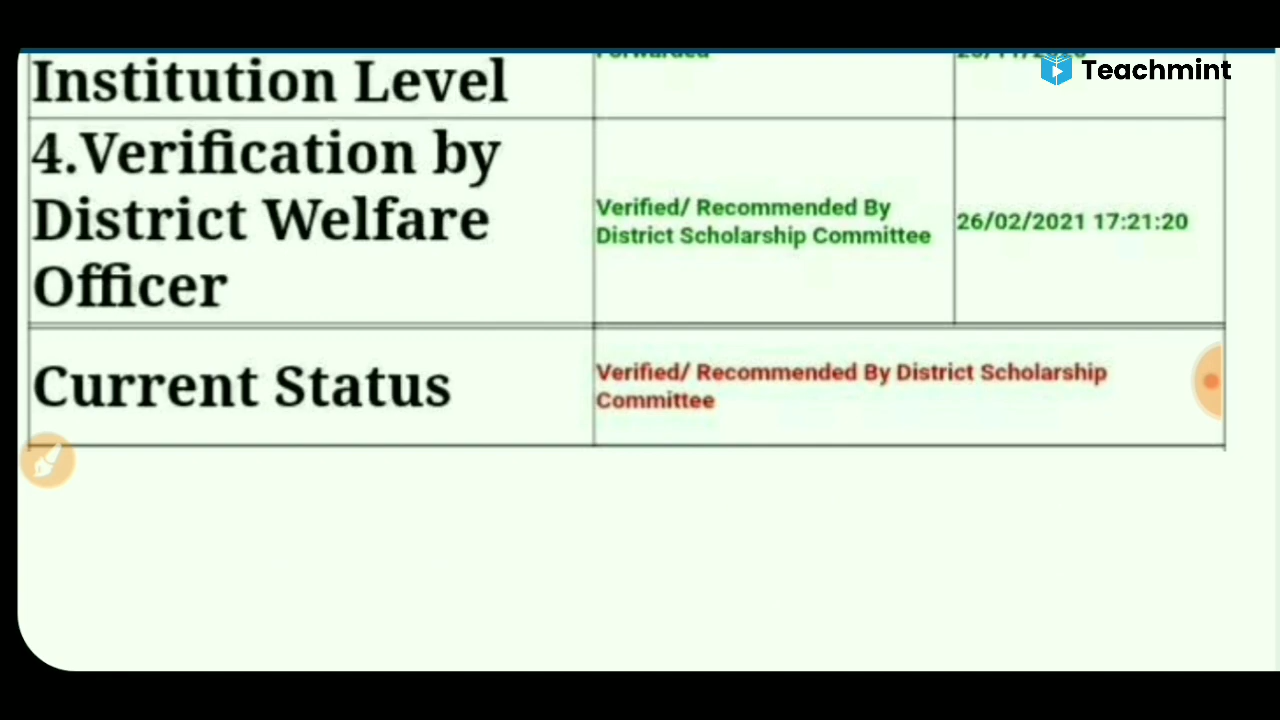 Forwarded
Teachmint
Institution Level
4.Verification by
District Welfare
Officer
Verified/ Recommended By
District Scholarship Committee
26/02/2021 17:21:20
Current Status
Verified/ Recommended By District Scholarship
Committee